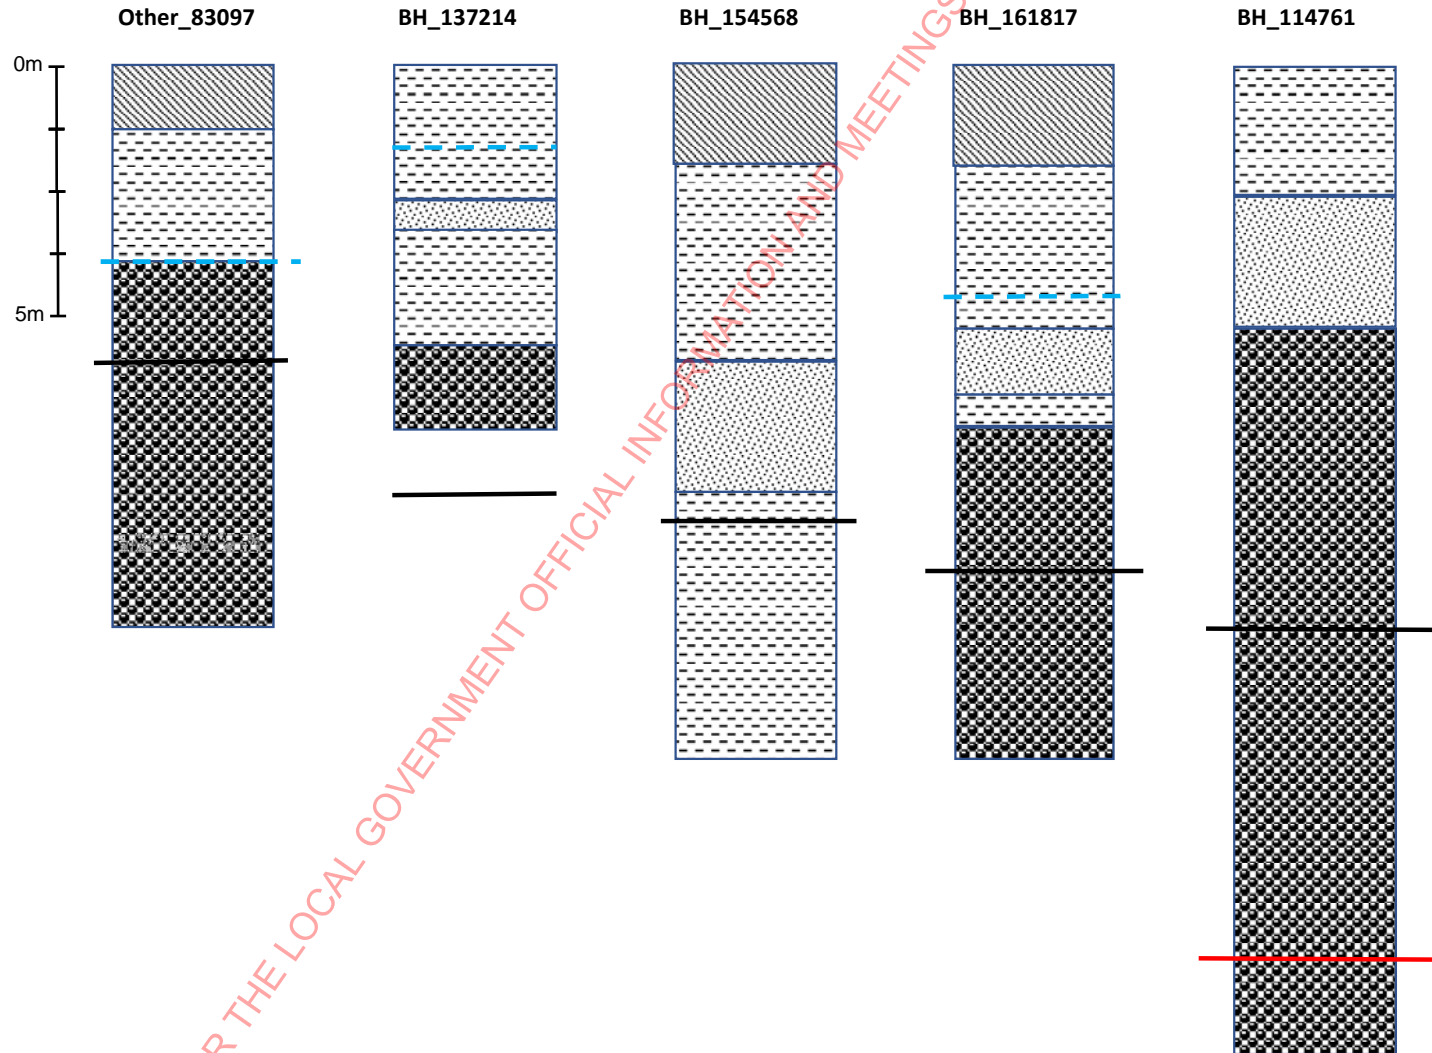 Other_83097 BH_137214 BH_154568 BH_161817 BH_114761
0m
5m
R THE LOCAL GOVERNMENT OFFICIAL INFORMATION AND MEETINGS